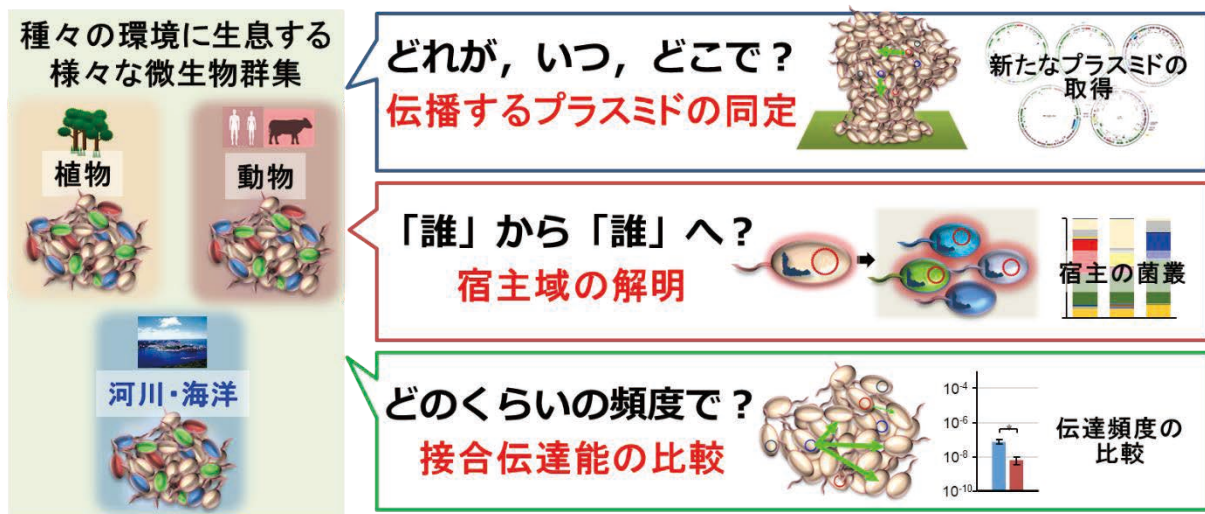 種々の環境に生息する
様々な微生物群集
植物
動物
河川・海洋
どれが，いつ，どこで？
伝播するプラスミドの同定
新たなプラスミドの
取得
「誰」から「誰」へ？
宿主域の解明
宿主の菌叢
どのくらいの頻度で？
接合伝達能の比較
10-4
10-6
10-8
10-10
*
伝達頻度の
比較